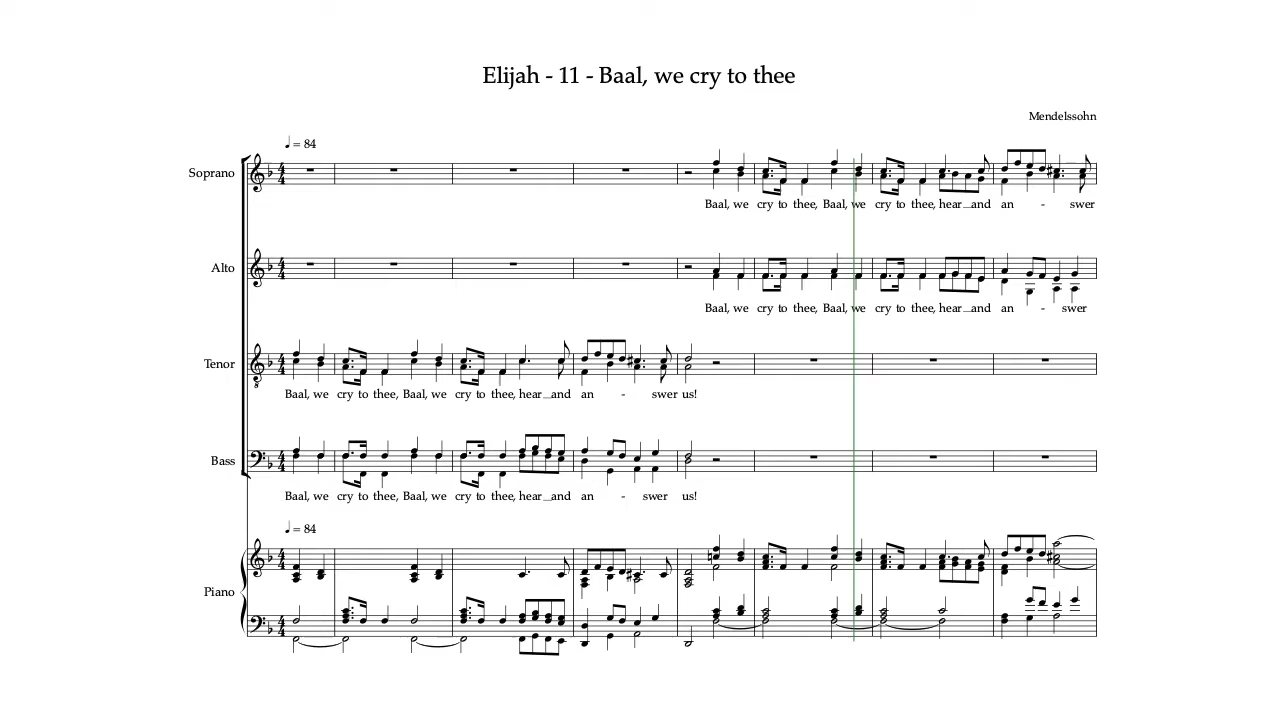 Elijah - 11 - Baal, we cry to thee
Mendelssohn
♩ = 84
Soprano
Baal, we cry to thee, Baal, we cry to thee, hear and an - swer
Alto
Baal, we cry to thee, Baal, we cry to thee, hear and an - swer
Tenor
Baal, we cry to thee, Baal, we cry to thee, hear and an - swer us!
Bass
Baal, we cry to thee, Baal, we cry to thee, hear and an - swer us!
♩ = 84
Piano